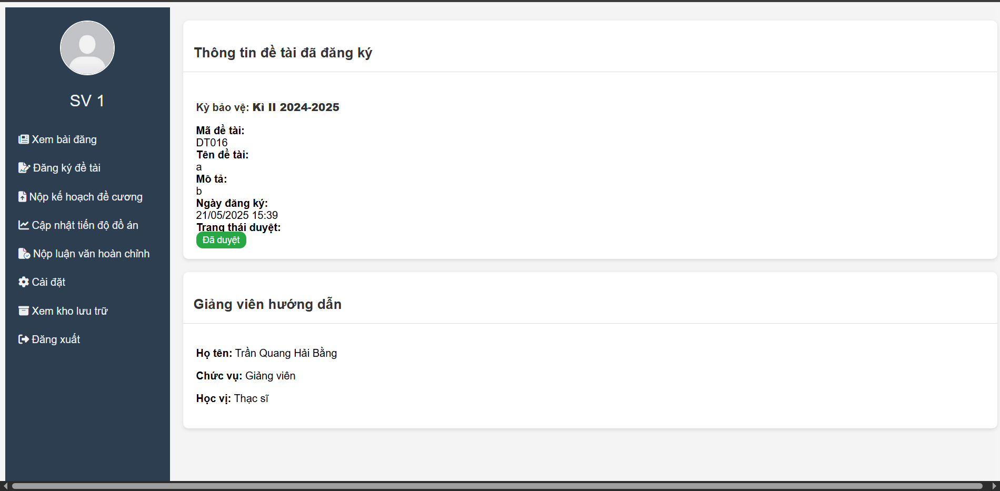 SV 1
Xem bài đăng
Đăng ký đề tài
Nộp kế hoạch đề cương
Cập nhật tiến độ đồ án
Nộp luận văn hoàn chỉnh
Cài đặt
Xem kho lưu trữ
Đăng xuất
Thông tin đề tài đã đăng ký
Kỳ bảo vệ: Kì II 2024-2025
Mã đề tài:
DT016
Tên đề tài:
a
Mô tả:
b
Ngày đăng ký:
21/05/2025 15:39
Trạng thái duyệt:
Đã duyệt
Giảng viên hướng dẫn
Họ tên: Trần Quang Hải Bằng
Chức vụ: Giảng viên
Học vị: Thạc sĩ